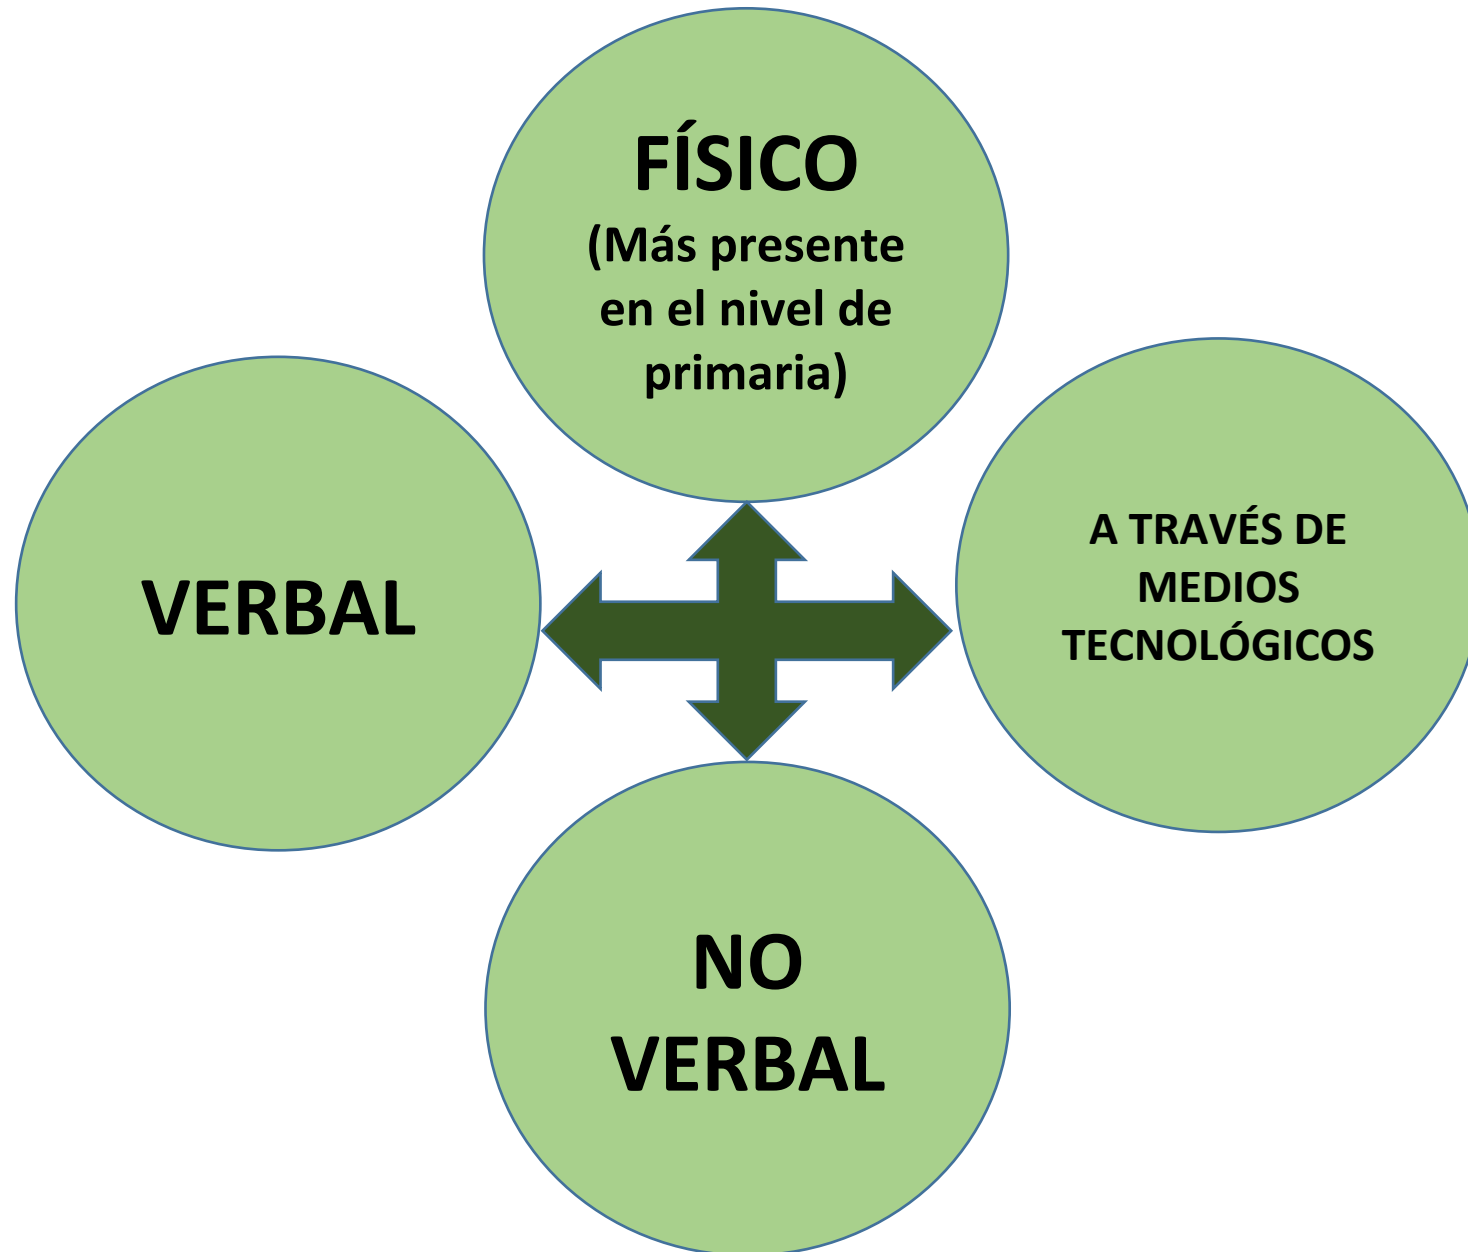 FÍSICO
(Más presente
en el nivel de
primaria)
VERBAL
A TRAVÉS DE
MEDIOS
TECNOLÓGICOS
NO
VERBAL